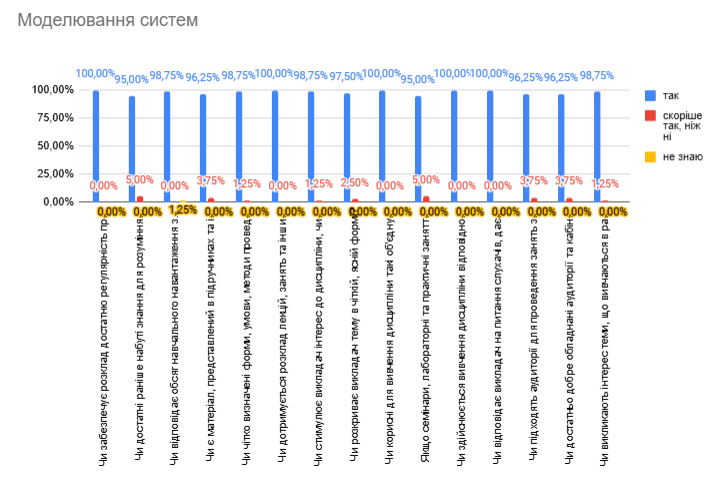 Моделювання систем
100,00%
95,00%
98,75%
96,25%
98,75%
100,00%
98,75%
97,50%
100,00%
95,00%
100,00%
100,00%
96,25%
96,25%
98,75%
100,00%
75,00%
50,00%
25,00%
0,00%
0,00%
5,00%
0,00%
3,75%
1,25%
0,00%
1,25%
2,50%
0,00%
5,00%
0,00%
0,00%
3,75%
3,75%
1,25%
0,00%
0,00%
1,25%
0,00%
0,00%
0,00%
0,00%
0,00%
0,00%
0,00%
0,00%
0,00%
0,00%
0,00%
0,00%
так
скоріше
так, ніж
ні
не знаю
Чи забезпечує розклад достатню регулярність пр
Чи достатні раніше набуті знання для розуміння
Чи відповідає обсяг навчального навантаження з
Чи є матеріал, представлений в підручниках та і
Чи чітко визначені форми, умови, методи провед
Чи дотримується розклад лекцій, занять та інши
Чи стимулює викладач інтерес до дисципліни, чи
Чи розкриває викладач тему в чіткій, ясній форм
Чи корисні для вивчення дисципліни такі об'єдну
Якщо семінари, лабораторні та практичні занятт
Чи здійснюється вивчення дисципліни відповідно
Чи відповідає викладач на питання слухачів, дає
Чи підходять аудиторії для проведення занять з
Чи достатньо добре обладнані аудиторії та кабін
Чи викликають інтерес теми, що вивчаються в ра